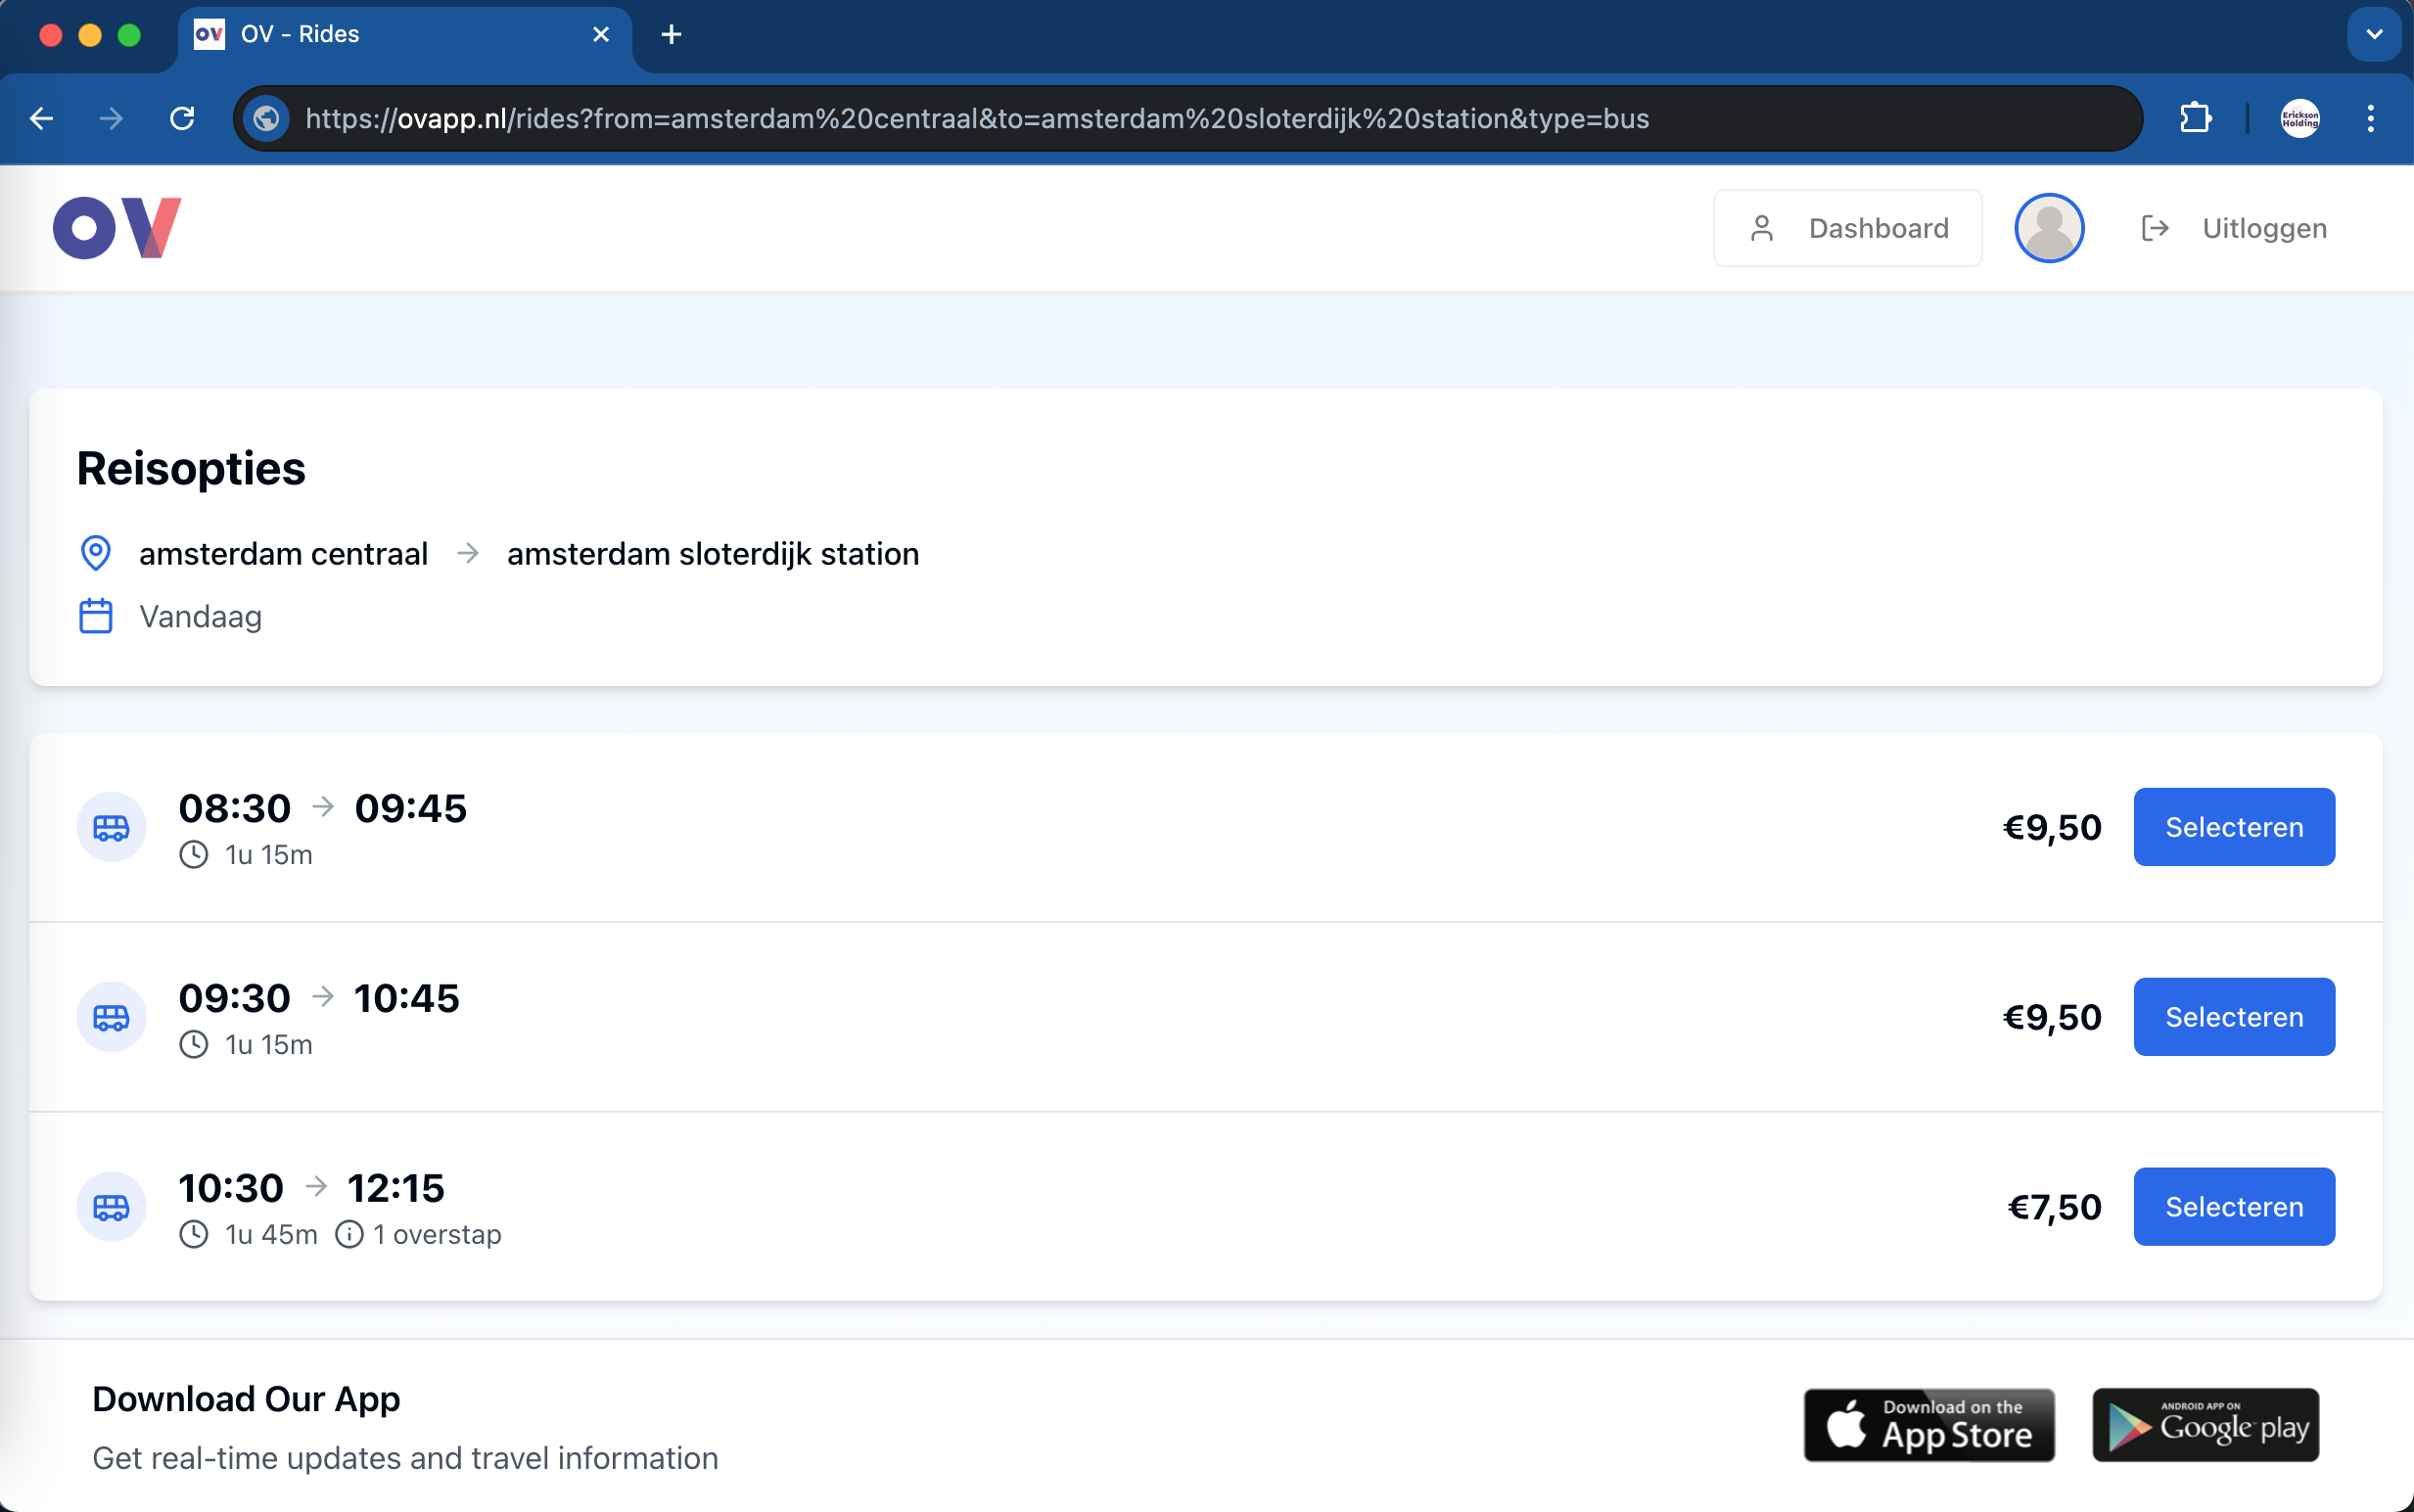 OV
OV - Rides
https://ovapp.nl/rides?from=amsterdam%20centraal&to=amsterdam%20sloterdijk%20station&type=bus
Erickson
Holding
OV
Dashboard
Uitloggen
Reisopties
amsterdam centraal → amsterdam sloterdijk station
Vandaag
08:30 → 09:45
1u 15m
€9,50
Selecteren
09:30 → 10:45
1u 15m
€9,50
Selecteren
10:30 → 12:15
1u 45m 1 overstap
€7,50
Selecteren
Download Our App
Get real-time updates and travel information
Download on the
App Store
ANDROID APP ON
Google play